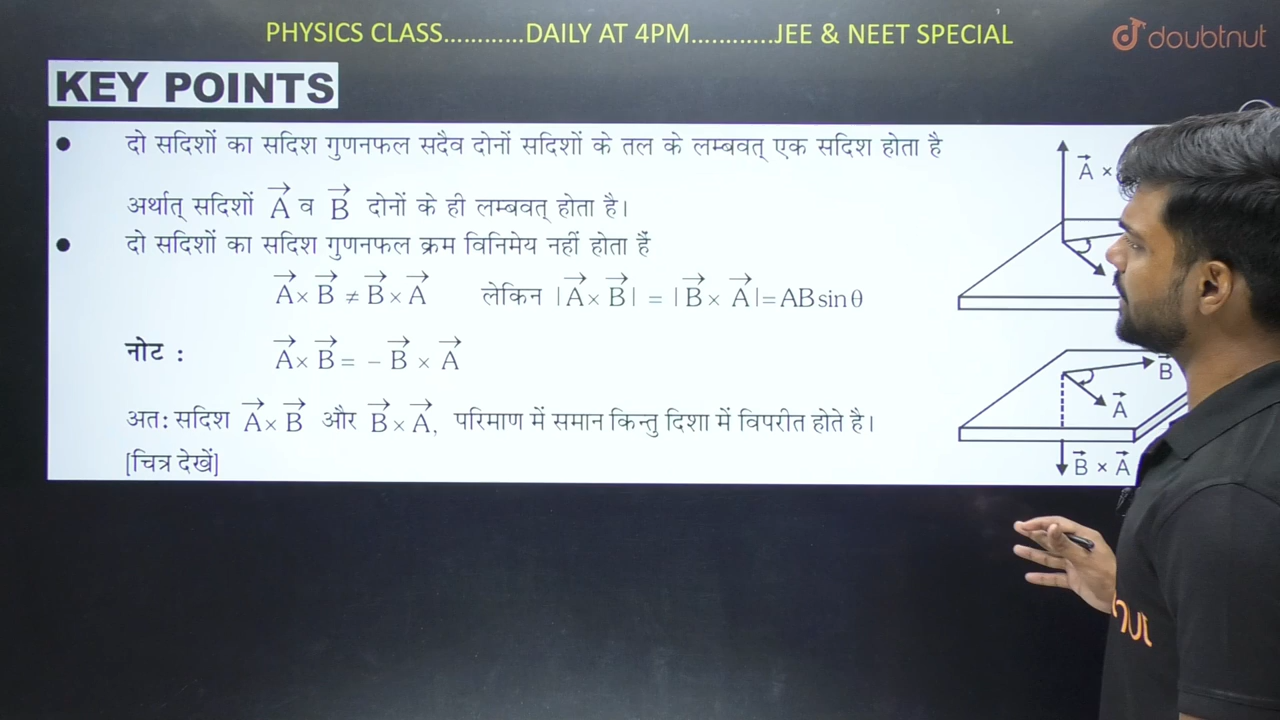 PHYSICS CLASS............DAILY AT 4PM............JEE & NEET SPECIAL
doubtnut
KEY POINTS
● दो सदिशों का सदिश गुणनफल सदैव दोनों सदिशों के तल के लम्बवत् एक सदिश होता है
अर्थात् सदिशों A⃗ व B⃗ दोनों के ही लम्बवत् होता है।
● दो सदिशों का सदिश गुणनफल क्रम विनिमेय नहीं होता हैं
A⃗ × B⃗ ≠ B⃗ × A⃗ लेकिन |A⃗ × B⃗| = |B⃗ × A⃗| = AB sin θ
नोट : A⃗ × B⃗ = – B⃗ × A⃗
अत: सदिश A⃗ × B⃗ और B⃗ × A⃗, परिमाण में समान किन्तु दिशा में विपरीत होते है।
[चित्र देखें]
A⃗ ×
B⃗
A⃗
B⃗ × A⃗